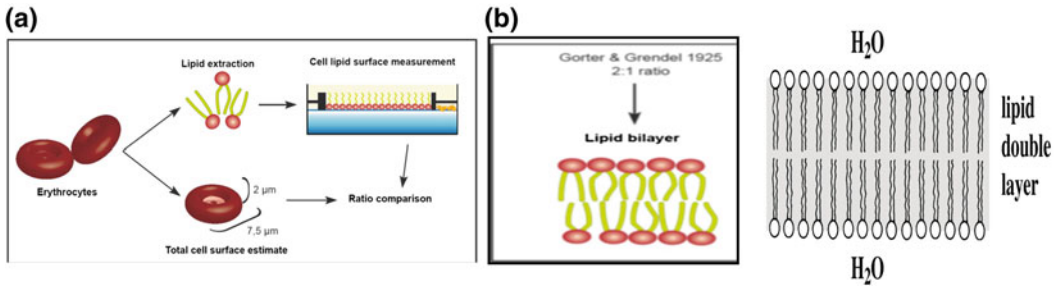 (a)
Lipid extraction
Cell lipid surface measurement
Erythrocytes
2 µm
7,5 µm
Ratio comparison
Total cell surface estimate
(b)
Gorter & Grendel 1925
2:1 ratio
Lipid bilayer
H₂O
lipid
double
layer
H₂O